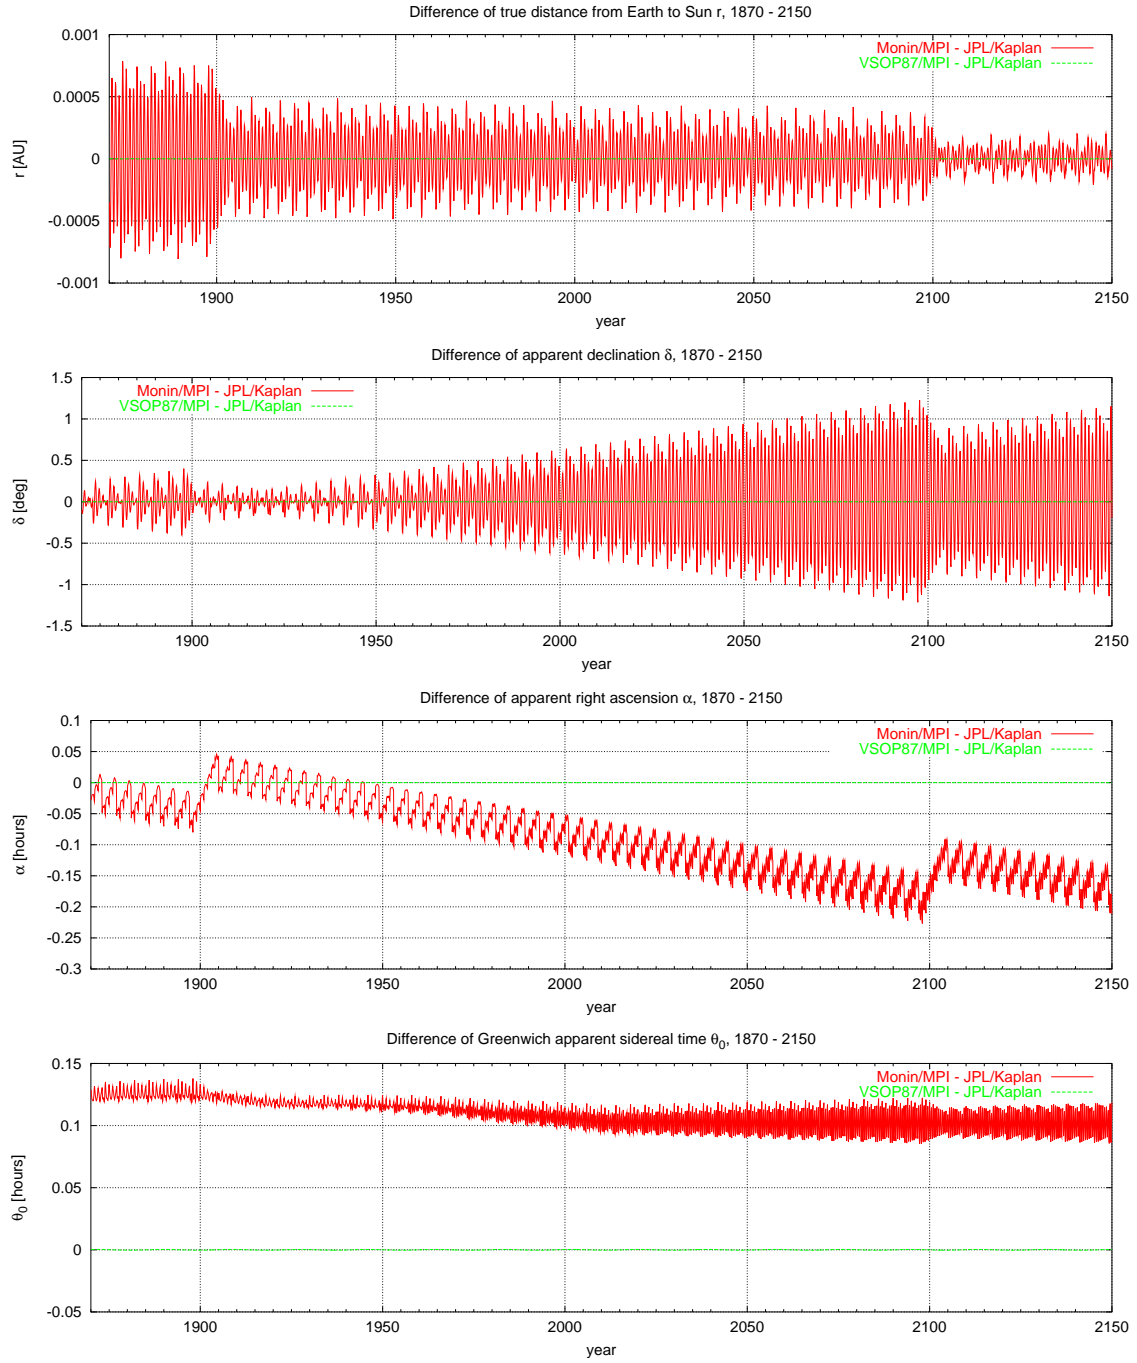 Difference of true distance from Earth to Sun r, 1870 - 2150
Monin/MPI - JPL/Kaplan
VSOP87/MPI - JPL/Kaplan
0.001
0.0005
0
-0.0005
-0.001
r [AU]
1900 1950 2000 2050 2100 2150
year
Difference of apparent declination δ, 1870 - 2150
Monin/MPI - JPL/Kaplan
VSOP87/MPI - JPL/Kaplan
1.5
1
0.5
0
-0.5
-1
-1.5
δ [deg]
1900 1950 2000 2050 2100 2150
year
Difference of apparent right ascension α, 1870 - 2150
Monin/MPI - JPL/Kaplan
VSOP87/MPI - JPL/Kaplan
0.1
0.05
0
-0.05
-0.1
-0.15
-0.2
-0.25
-0.3
α [hours]
1900 1950 2000 2050 2100 2150
year
Difference of Greenwich apparent sidereal time θ_0, 1870 - 2150
Monin/MPI - JPL/Kaplan
VSOP87/MPI - JPL/Kaplan
0.15
0.1
0.05
0
-0.05
θ_0 [hours]
1900 1950 2000 2050 2100 2150
year